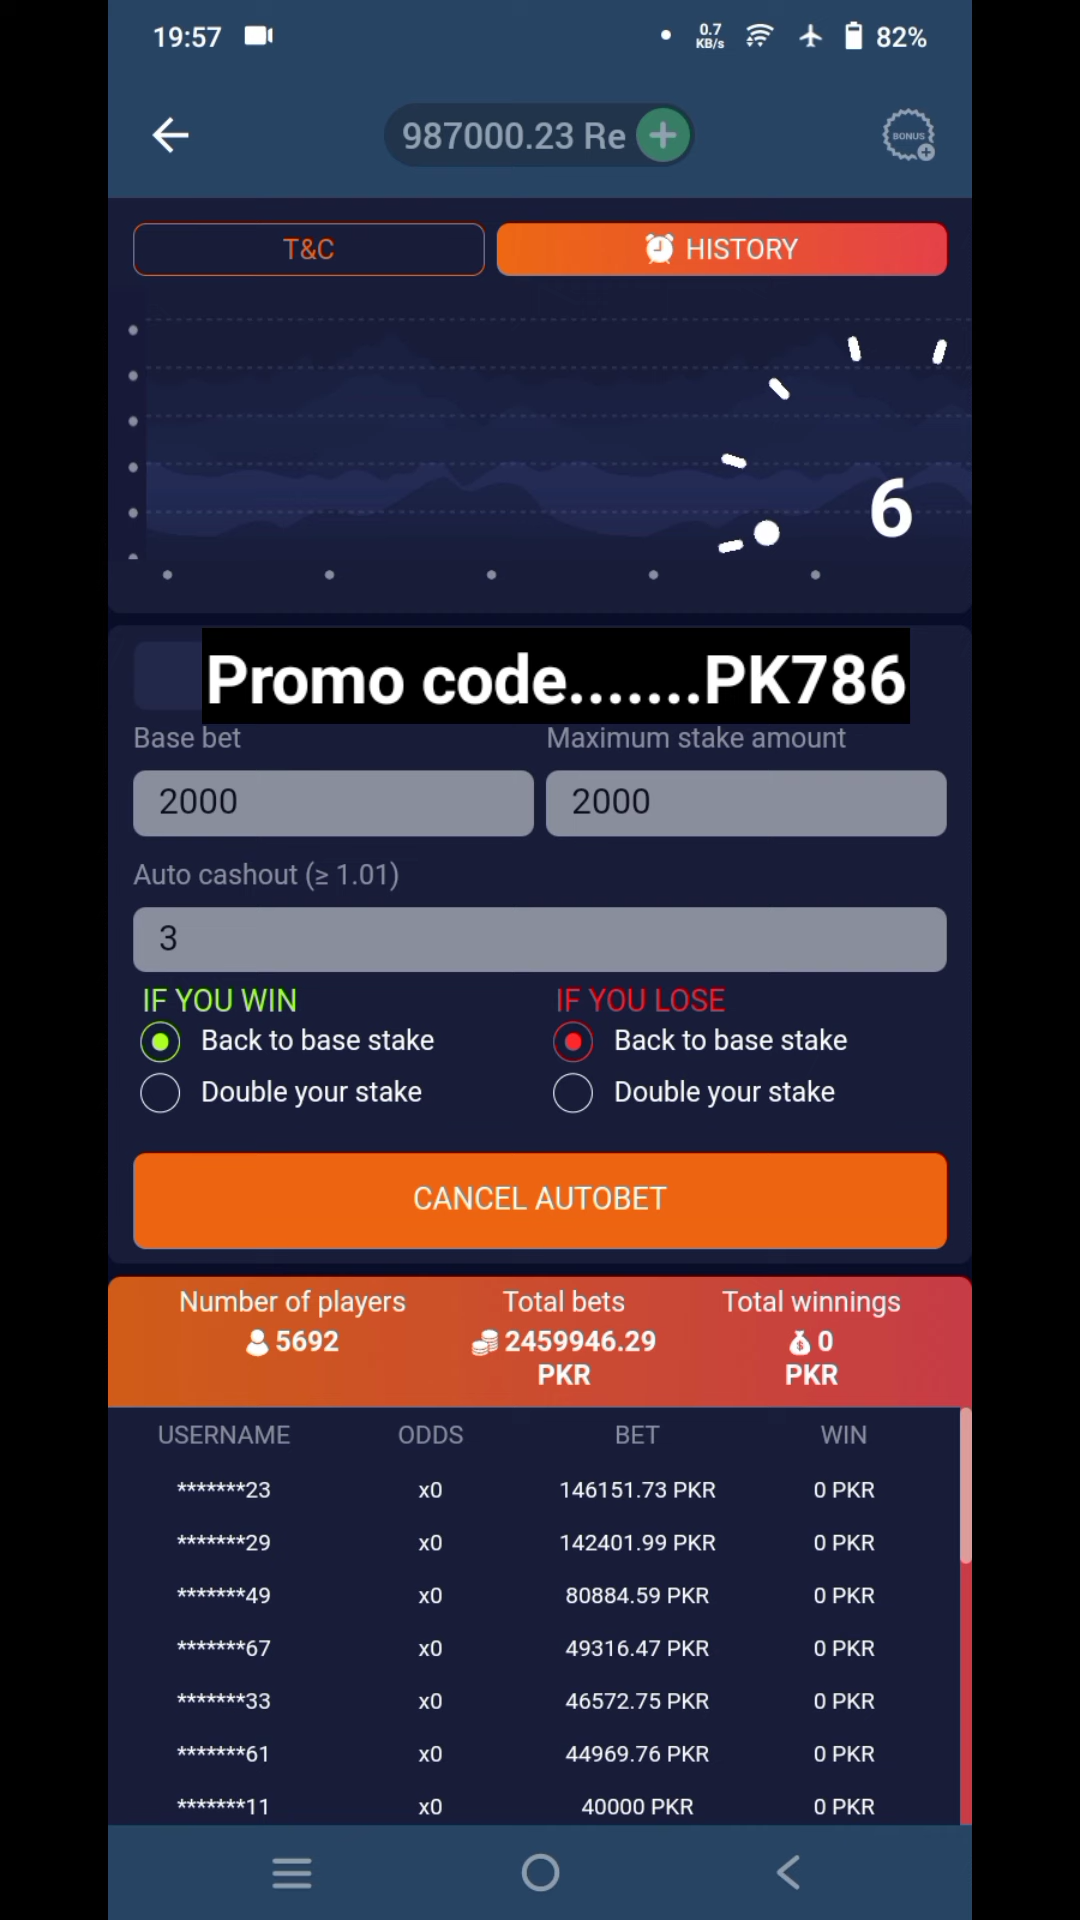 19:57 0.7 KB/s 82%
987000.23 Re BONUS
T&C HISTORY
6
Promo code.......PK786
Base bet Maximum stake amount
2000 2000
Auto cashout (≥ 1.01)
3
IF YOU WIN IF YOU LOSE
Back to base stake Back to base stake
Double your stake Double your stake
CANCEL AUTOBET
Number of players Total bets Total winnings
5692 2459946.29 0
PKR PKR
USERNAME ODDS BET WIN
*******23 x0 146151.73 PKR 0 PKR
*******29 x0 142401.99 PKR 0 PKR
*******49 x0 80884.59 PKR 0 PKR
*******67 x0 49316.47 PKR 0 PKR
*******33 x0 46572.75 PKR 0 PKR
*******61 x0 44969.76 PKR 0 PKR
*******11 x0 40000 PKR 0 PKR